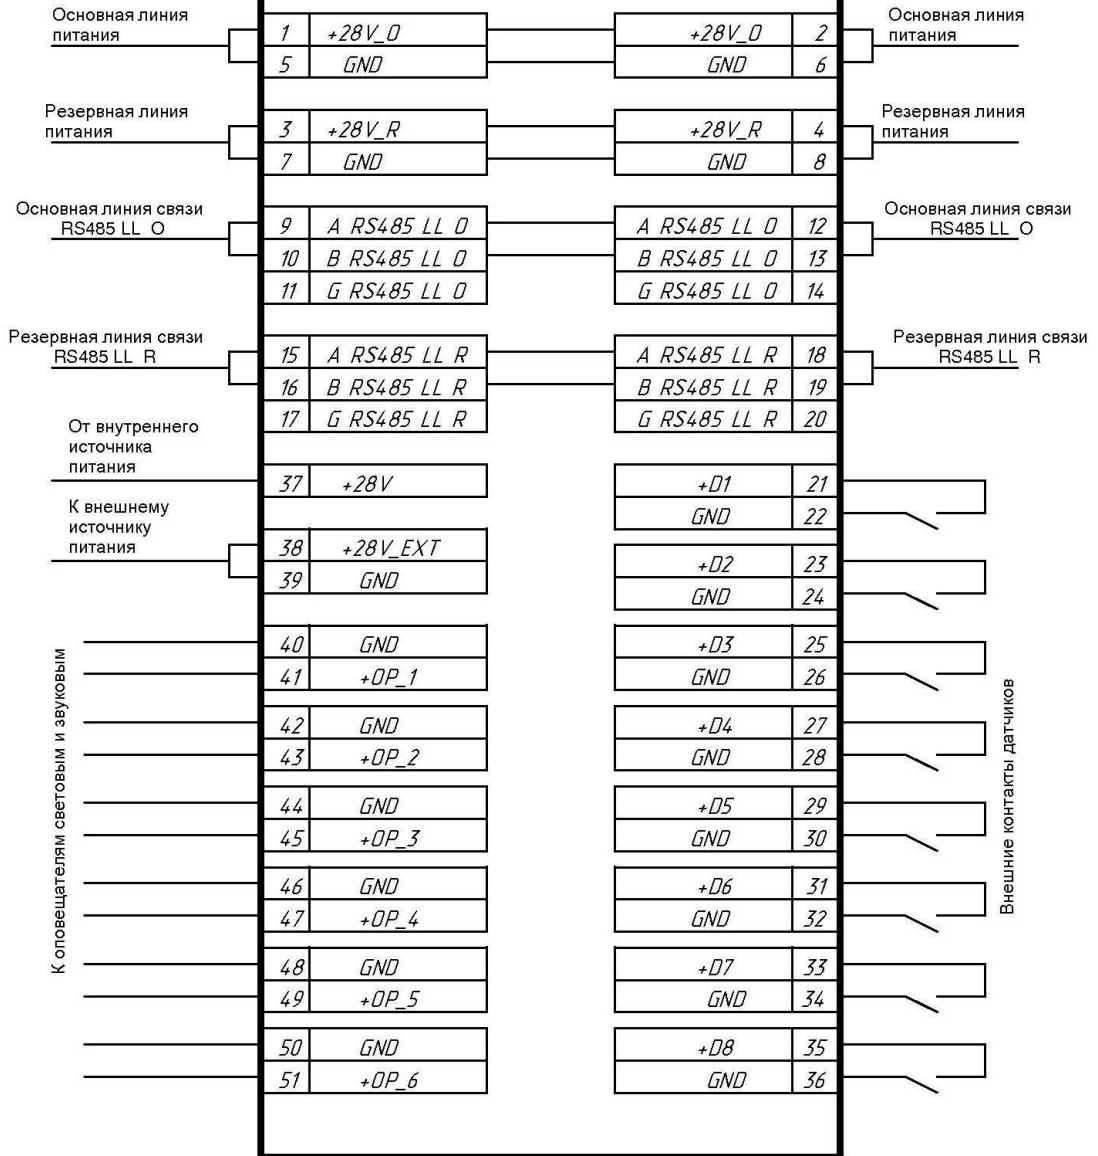 Основная линия
питания
1 +28V_O
5 GND
+28V_O 2
GND 6
Основная линия
питания
Резервная линия
питания
3 +28V_R
7 GND
+28V_R 4
GND 8
Резервная линия
питания
Основная линия связи
RS485 LL O
9 A RS485 LL O
10 B RS485 LL O
11 G RS485 LL O
A RS485 LL O 12
B RS485 LL O 13
G RS485 LL O 14
Основная линия связи
RS485 LL O
Резервная линия связи
RS485 LL R
15 A RS485 LL R
16 B RS485 LL R
17 G RS485 LL R
A RS485 LL R 18
B RS485 LL R 19
G RS485 LL R 20
Резервная линия связи
RS485 LL R
От внутреннего
источника
питания
37 +28V
К внешнему
источнику
питания
38 +28V_EXT
39 GND
40 GND
41 +OP_1
42 GND
43 +OP_2
44 GND
45 +OP_3
46 GND
47 +OP_4
48 GND
49 +OP_5
50 GND
51 +OP_6
К оповещателям световым и звуковым
+D1 21
GND 22
+D2 23
GND 24
+D3 25
GND 26
+D4 27
GND 28
+D5 29
GND 30
+D6 31
GND 32
+D7 33
GND 34
+D8 35
GND 36
Внешние контакты датчиков